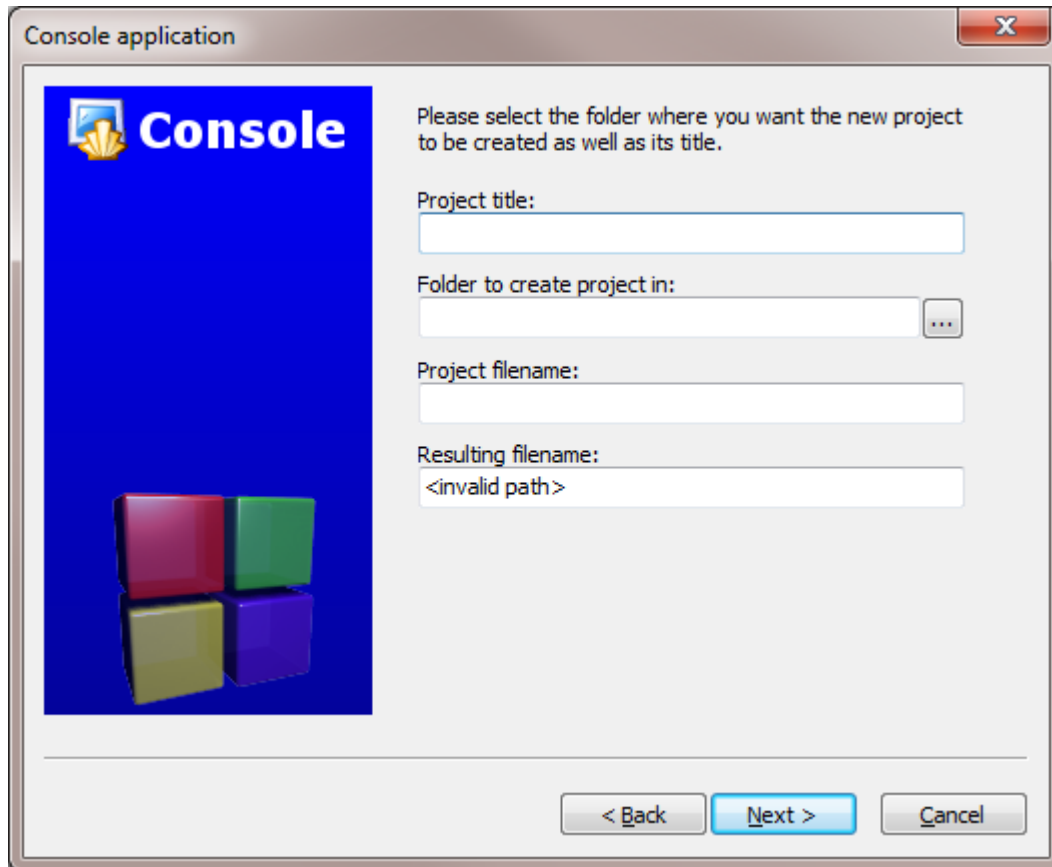 Console application
Console
Please select the folder where you want the new project
to be created as well as its title.
Project title:
Folder to create project in:
...
Project filename:
Resulting filename:
<invalid path>
< Back
Next >
Cancel